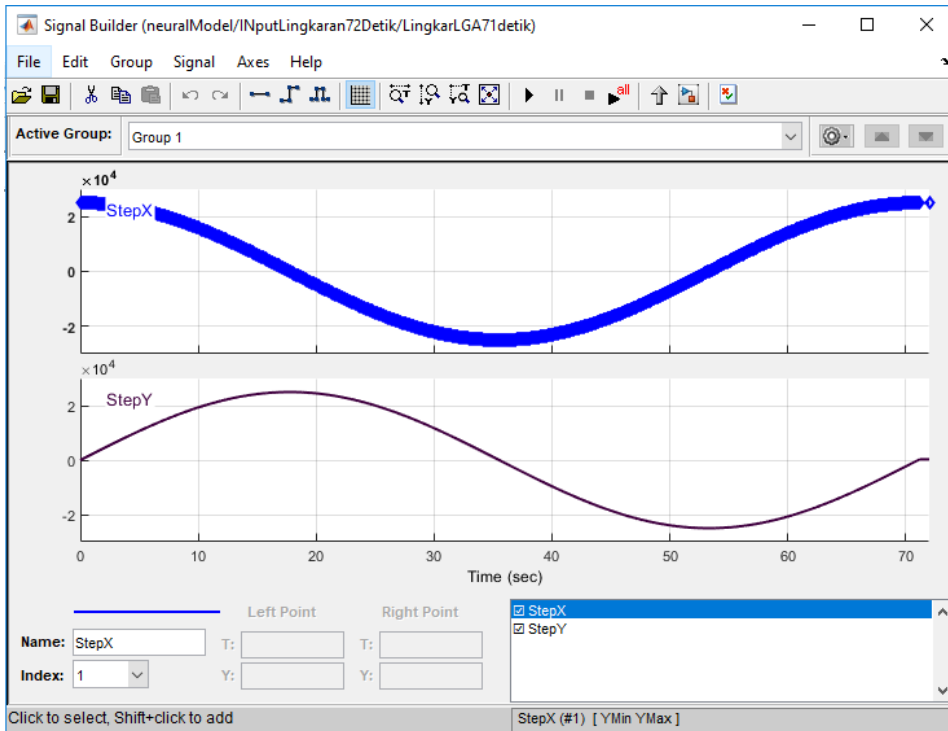 Signal Builder (neuralModel/INputLingkaran72Detik/LingkarLGA71detik)
File Edit Group Signal Axes Help
all
Active Group: Group 1
×10^4
StepX
2
0
-2
×10^4
StepY
2
0
-2
0 10 20 30 40 50 60 70
Time (sec)
Left Point Right Point
Name: StepX T: T:
Index: 1 Y: Y:
StepX
StepY
Click to select, Shift+click to add
StepX (#1) [ YMin YMax ]